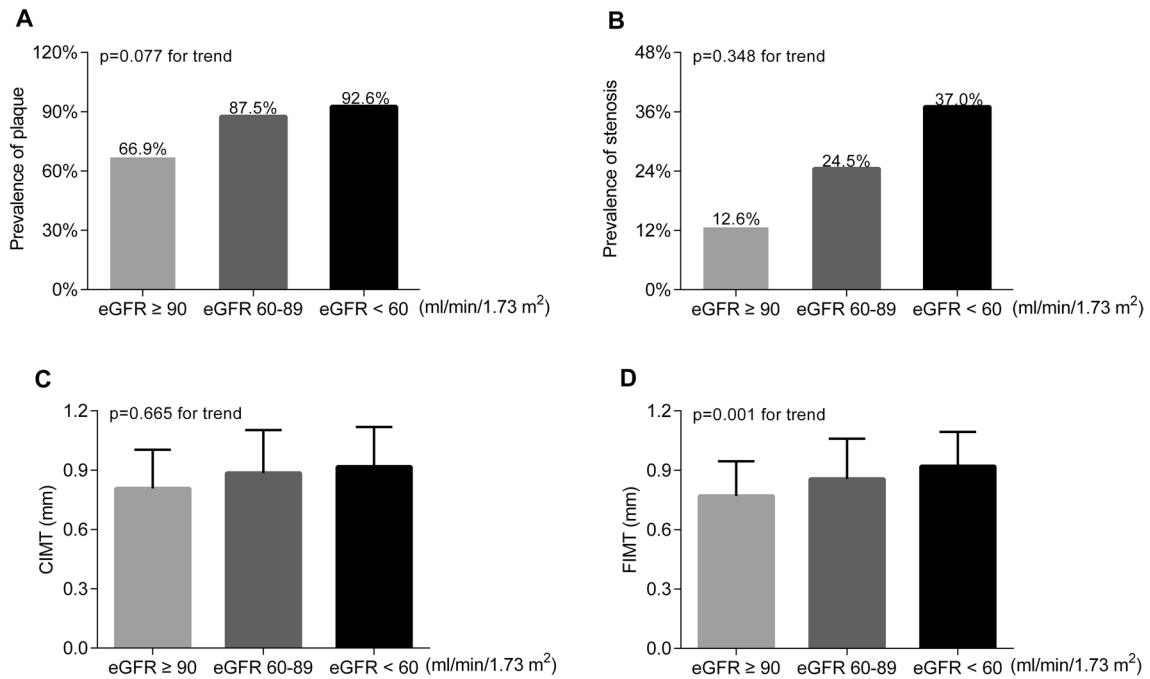 A
p=0.077 for trend
Prevalence of plaque
120%
90%
60%
30%
0%
66.9%
87.5%
92.6%
eGFR ≥ 90 eGFR 60-89 eGFR < 60 (ml/min/1.73 m²)
B
p=0.348 for trend
Prevalence of stenosis
48%
36%
24%
12%
0%
12.6%
24.5%
37.0%
eGFR ≥ 90 eGFR 60-89 eGFR < 60 (ml/min/1.73 m²)
C
p=0.665 for trend
CIMT (mm)
1.2
0.9
0.6
0.3
0.0
eGFR ≥ 90 eGFR 60-89 eGFR < 60 (ml/min/1.73 m²)
D
p=0.001 for trend
FIMT (mm)
1.2
0.9
0.6
0.3
0.0
eGFR ≥ 90 eGFR 60-89 eGFR < 60 (ml/min/1.73 m²)